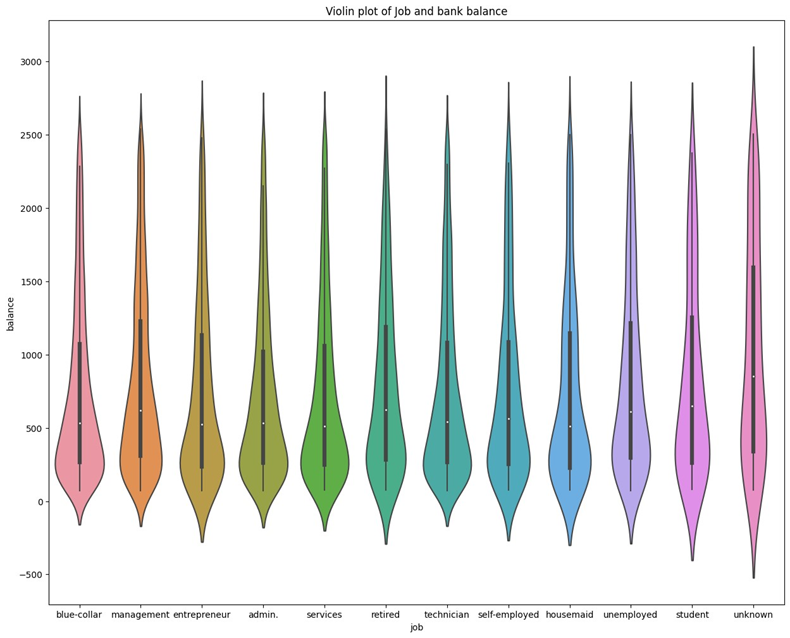 Violin plot of Job and bank balance
3000
2500
2000
1500
1000
500
0
−500
balance
blue-collar management entrepreneur admin. services retired technician self-employed housemaid unemployed student unknown
job